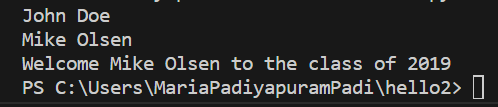 John Doe
Mike Olsen
Welcome Mike Olsen to the class of 2019
PS C:\Users\MariaPadiyapuramPadi\hello2>